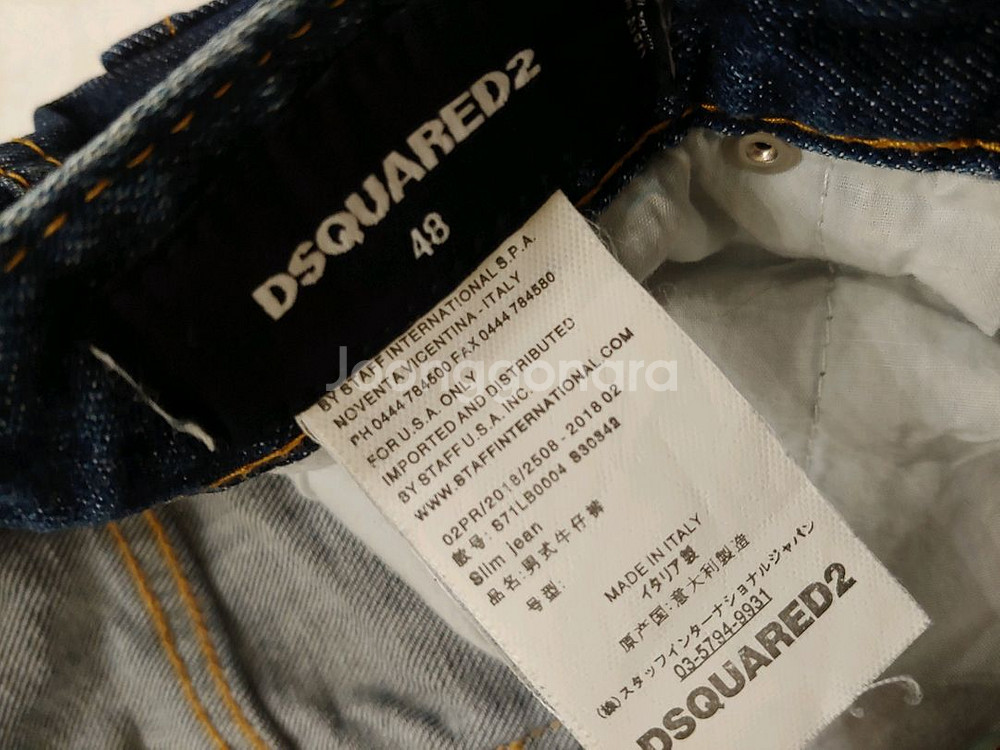 DSQUARED2
48
BY STAFF INTERNATIONAL S.P.A.
NOVENTA VICENTINA - ITALY
PH 0444 784500 FAX 0444 784580
FOR U.S.A. ONLY
IMPORTED AND DISTRIBUTED
BY STAFF U.S.A. INC.
WWW.STAFFINTERNATIONAL.COM
02PR/2018/2508 - 2018 02
款号: S71LB0004 S30342
Slim jean
品名: 男式牛仔裤
号型:
MADE IN ITALY
イタリア製
原产国: 意大利製造
(株) スタッフインターナショナルジャパン
03-5794-9931
DSQUARED2
Joonggonara